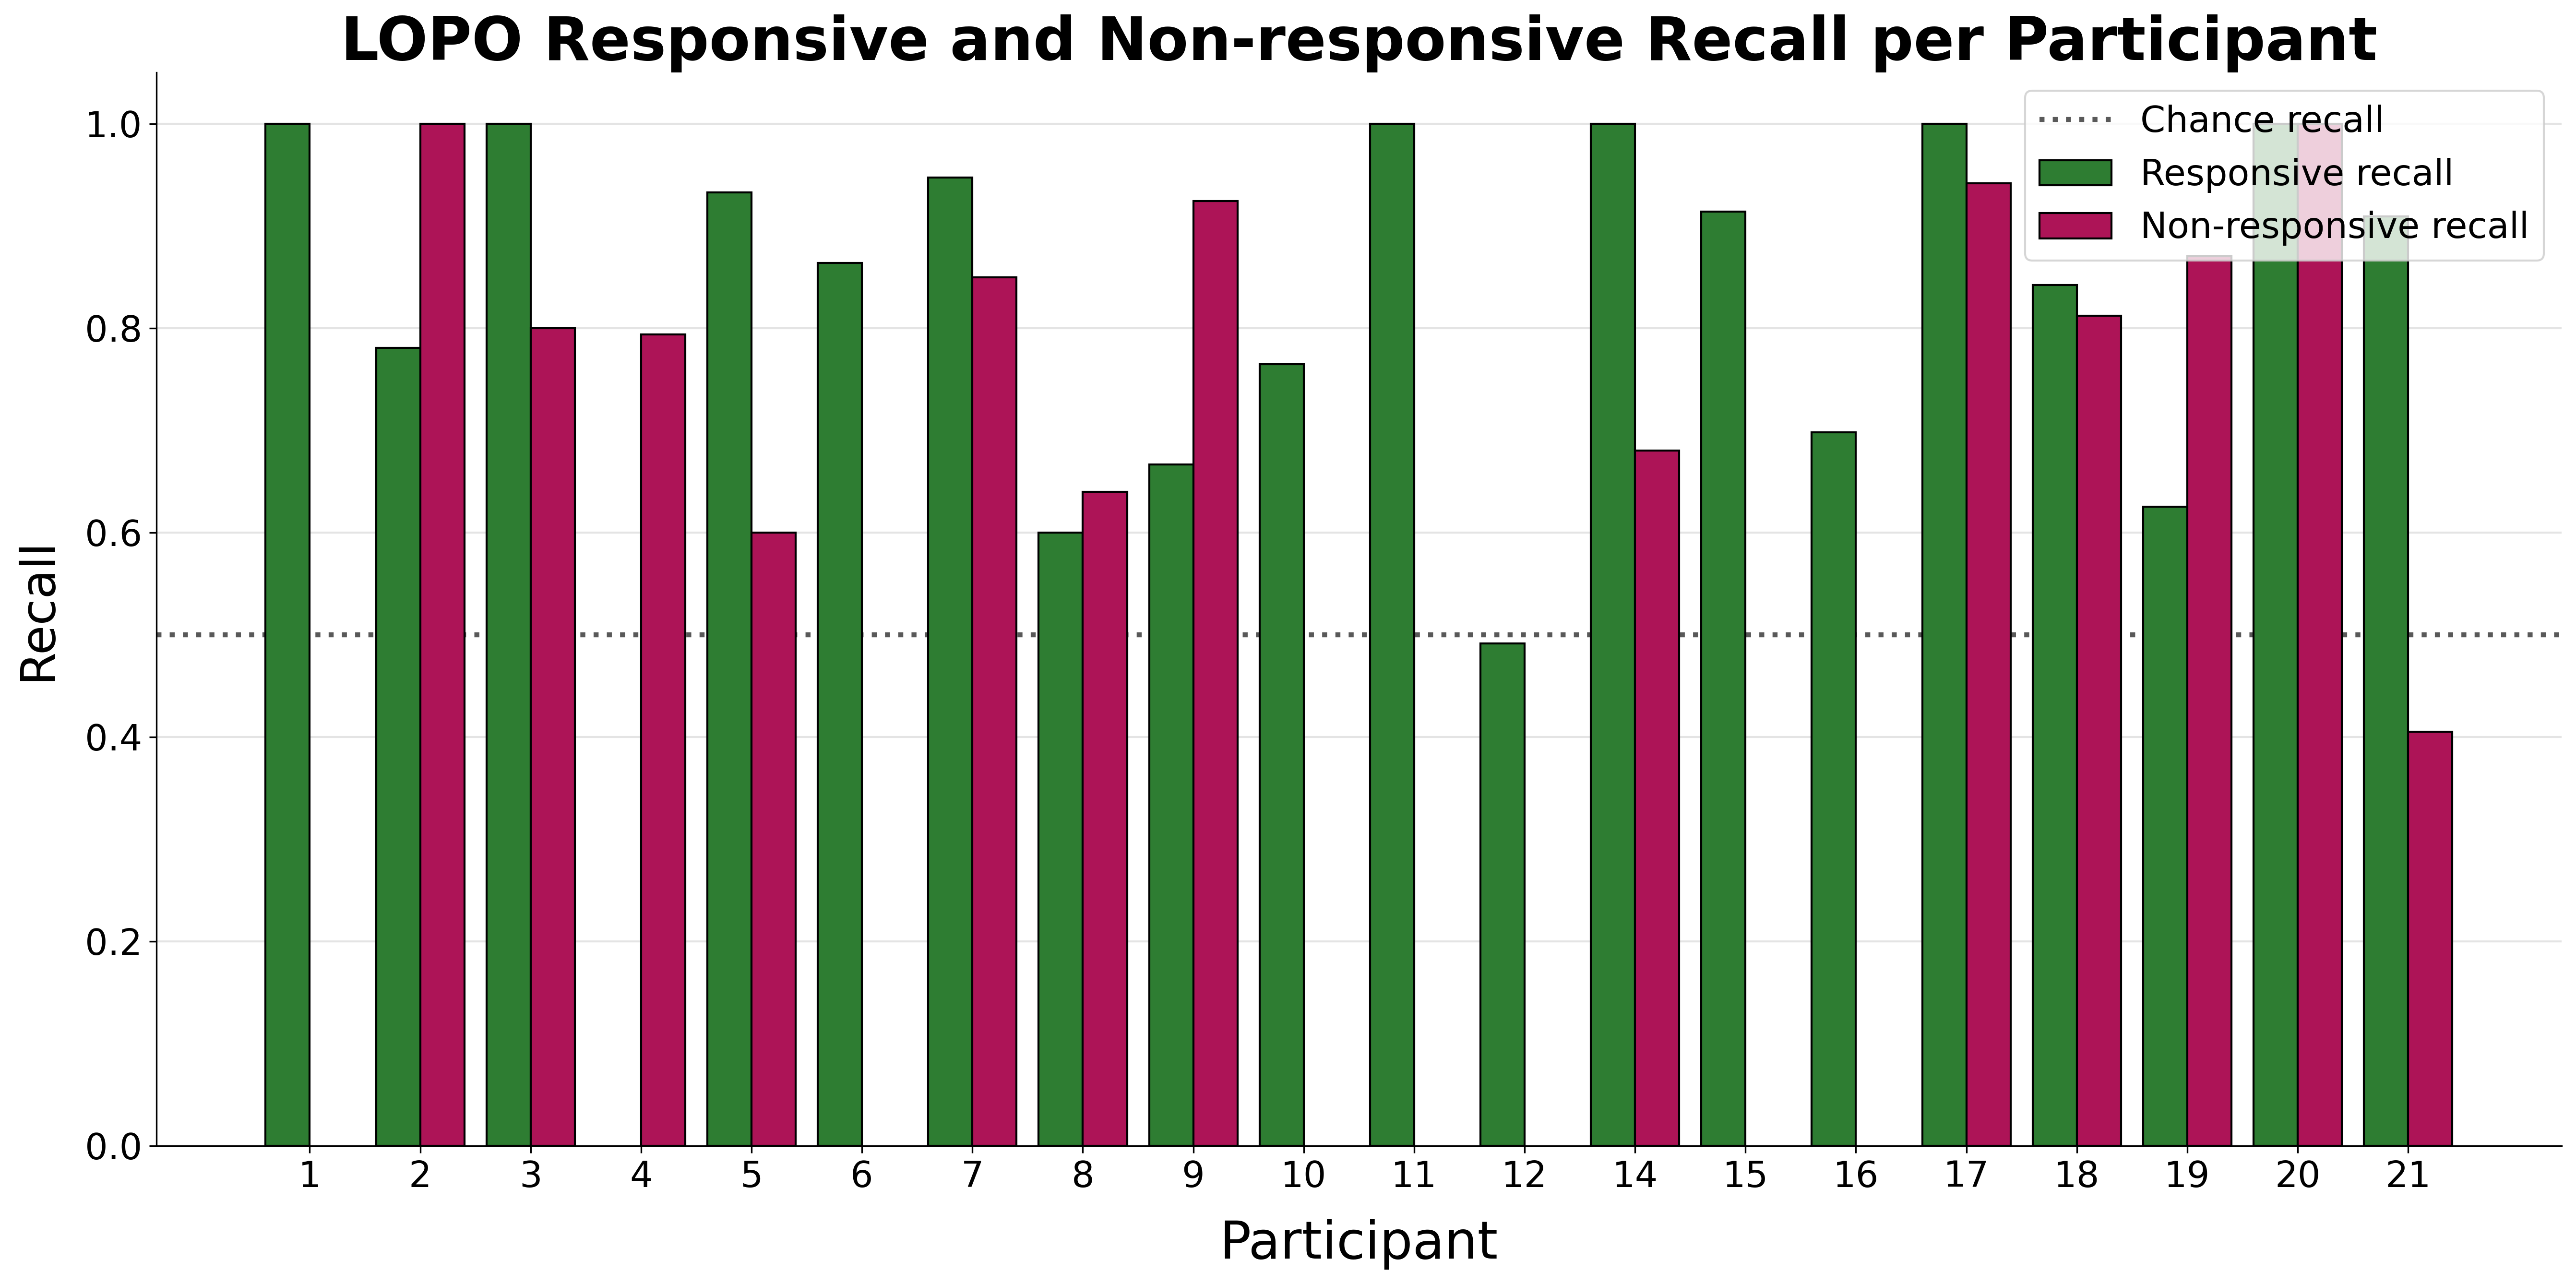 LOPO Responsive and Non-responsive Recall per Participant
Chance recall
Responsive recall
Non-responsive recall
1.0
0.8
0.6
0.4
0.2
0.0
Recall
1 2 3 4 5 6 7 8 9 10 11 12 14 15 16 17 18 19 20 21
Participant